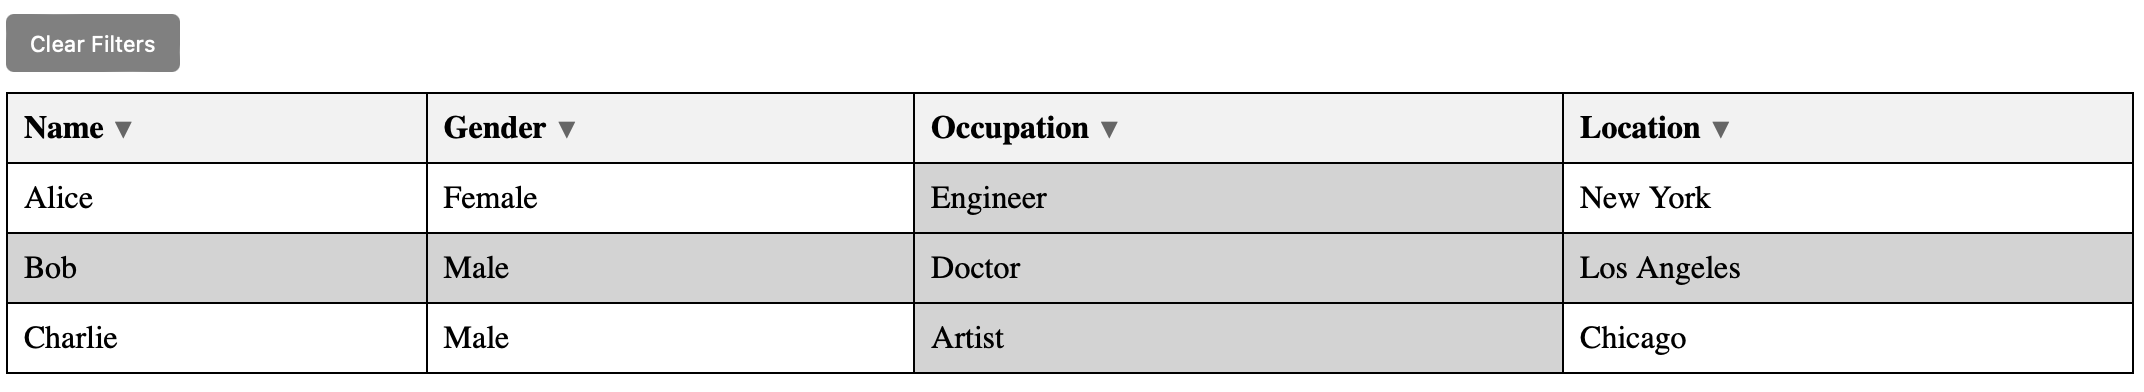 Clear Filters
Name ▼ Gender ▼ Occupation ▼ Location ▼
Alice Female Engineer New York
Bob Male Doctor Los Angeles
Charlie Male Artist Chicago